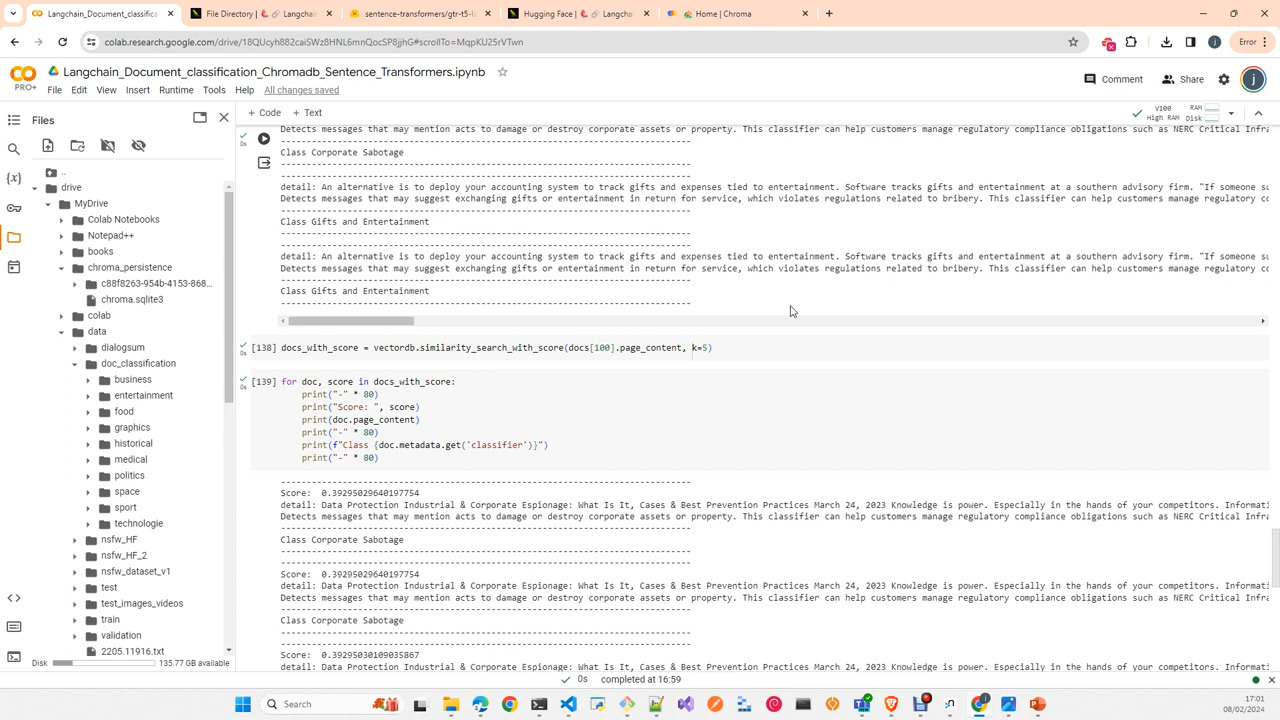 Langchain_Document_classific
File Directory | 🦜️🔗 Langchain
sentence-transformers/gtr-t5-l
Hugging Face | 🦜️🔗 Langchain
Home | Chroma
colab.research.google.com/drive/
Error
Langchain_Document_classification_Chromadb_Sentence_Transformers.ipynb
PRO+
File Edit View Insert Runtime Tools Help All changes saved
Comment
Share
j
Files
+ Code + Text
V100
High RAM
RAM
Disk
..
drive
MyDrive
Colab Notebooks
Notepad++
books
chroma_persistence
c88f8263-954b-4153-868...
chroma.sqlite3
colab
data
dialogsum
doc_classification
business
entertainment
food
graphics
historical
medical
politics
space
sport
technologie
nsfw_HF
nsfw_HF_2
nsfw_dataset_v1
test
test_images_videos
train
validation
2205.11916.txt
Disk 135.77 GB available
Detects messages that may mention acts to damage or destroy corporate assets or property. This classifier can help customers manage regulatory compliance obligations such as NERC Critical Infra
--------------------------------------------------------------------------------
Class Corporate Sabotage
--------------------------------------------------------------------------------
--------------------------------------------------------------------------------
detail: An alternative is to deploy your accounting system to track gifts and expenses tied to entertainment. Software tracks gifts and entertainment at a southern advisory firm. "If someone su
Detects messages that may suggest exchanging gifts or entertainment in return for service, which violates regulations related to bribery. This classifier can help customers manage regulatory co
--------------------------------------------------------------------------------
Class Gifts and Entertainment
--------------------------------------------------------------------------------
--------------------------------------------------------------------------------
detail: An alternative is to deploy your accounting system to track gifts and expenses tied to entertainment. Software tracks gifts and entertainment at a southern advisory firm. "If someone su
Detects messages that may suggest exchanging gifts or entertainment in return for service, which violates regulations related to bribery. This classifier can help customers manage regulatory co
--------------------------------------------------------------------------------
Class Gifts and Entertainment
--------------------------------------------------------------------------------
0s
[138] docs_with_score = vectordb.similarity_search_with_score(docs[100].page_content, k=5)
0s
[139] for doc, score in docs_with_score:
print("-" * 80)
print("Score: ", score)
print(doc.page_content)
print("-" * 80)
print(f"Class {doc.metadata.get('classifier')}")
print("-" * 80)
--------------------------------------------------------------------------------
Score: 0.39295029640197754
detail: Data Protection Industrial & Corporate Espionage: What Is It, Cases & Best Prevention Practices March 24, 2023 Knowledge is power. Especially in the hands of your competitors. Informati
Detects messages that may mention acts to damage or destroy corporate assets or property. This classifier can help customers manage regulatory compliance obligations such as NERC Critical Infra
--------------------------------------------------------------------------------
Class Corporate Sabotage
--------------------------------------------------------------------------------
--------------------------------------------------------------------------------
Score: 0.39295029640197754
detail: Data Protection Industrial & Corporate Espionage: What Is It, Cases & Best Prevention Practices March 24, 2023 Knowledge is power. Especially in the hands of your competitors. Informati
Detects messages that may mention acts to damage or destroy corporate assets or property. This classifier can help customers manage regulatory compliance obligations such as NERC Critical Infra
--------------------------------------------------------------------------------
Class Corporate Sabotage
--------------------------------------------------------------------------------
--------------------------------------------------------------------------------
Score: 0.39295030109035867
detail: Data Protection Industrial & Corporate Espionage: What Is It, Cases & Best Prevention Practices March 24, 2023 Knowledge is power. Especially in the hands of your competitors. Informati
0s completed at 16:59
Search
17:01
08/02/2024